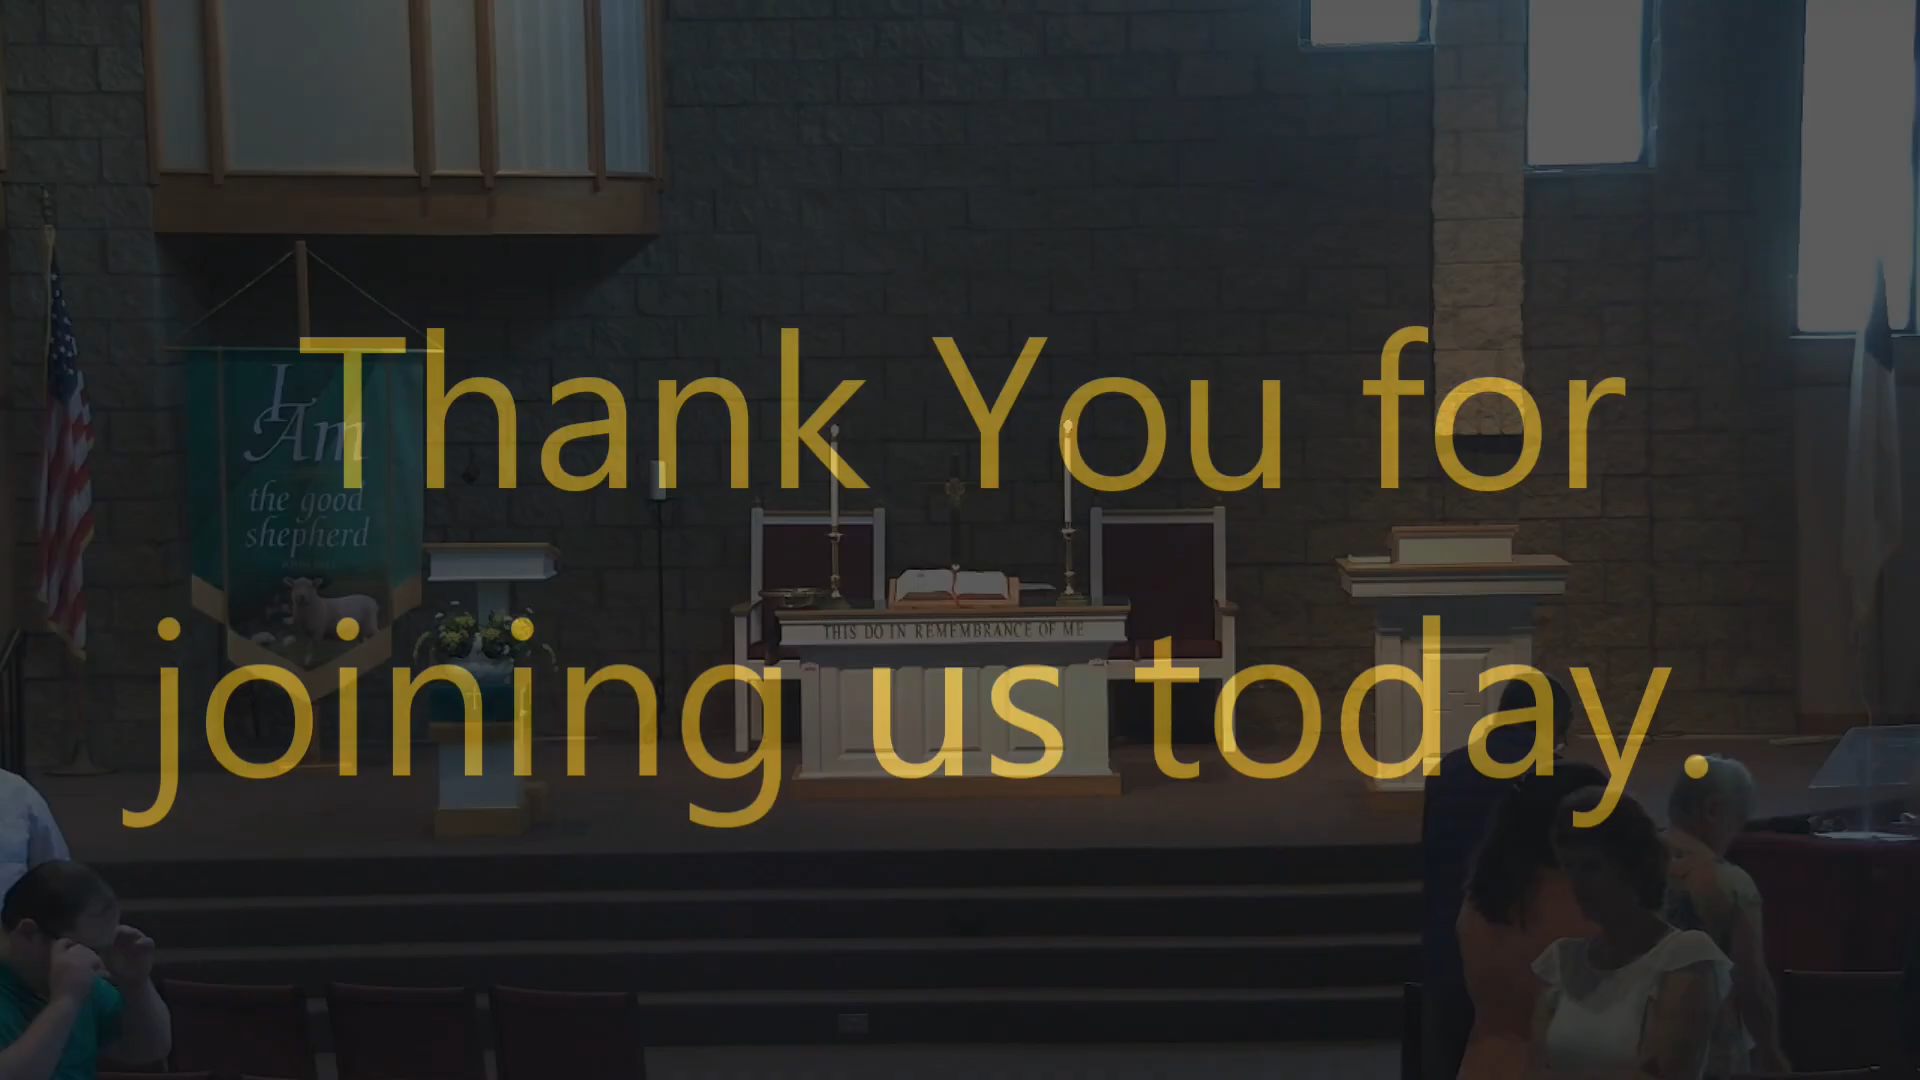 Thank You for
joining us today.
I
Am
the good
shepherd
THIS DO IN REMEMBRANCE OF ME